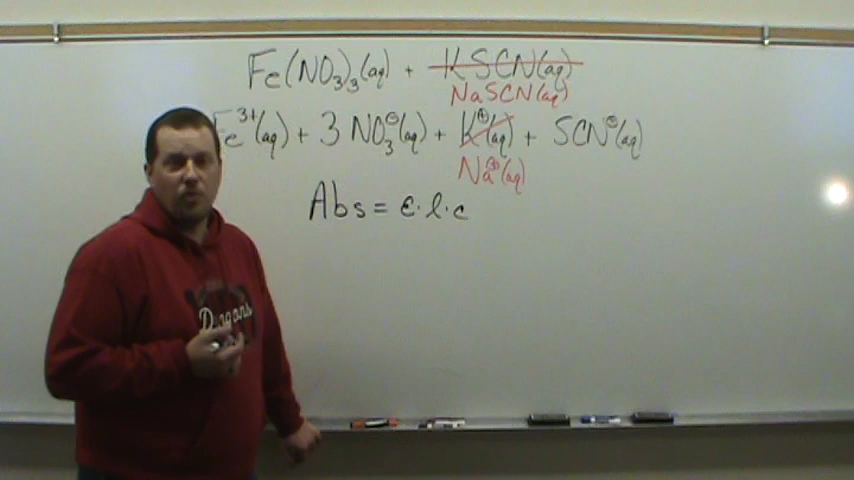 Fe(NO₃)₃(aq) + KSCN(aq)
NaSCN(aq)
Fe³⁺(aq) + 3 NO₃⊖(aq) + K⊕(aq) + SCN⊖(aq)
Na⊕(aq)
Abs = ε·l·c
Dragons